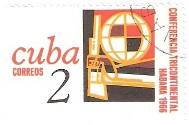 cuba
CORREOS
2
CONFERENCIA TRICONTINENTAL
HABANA 1966